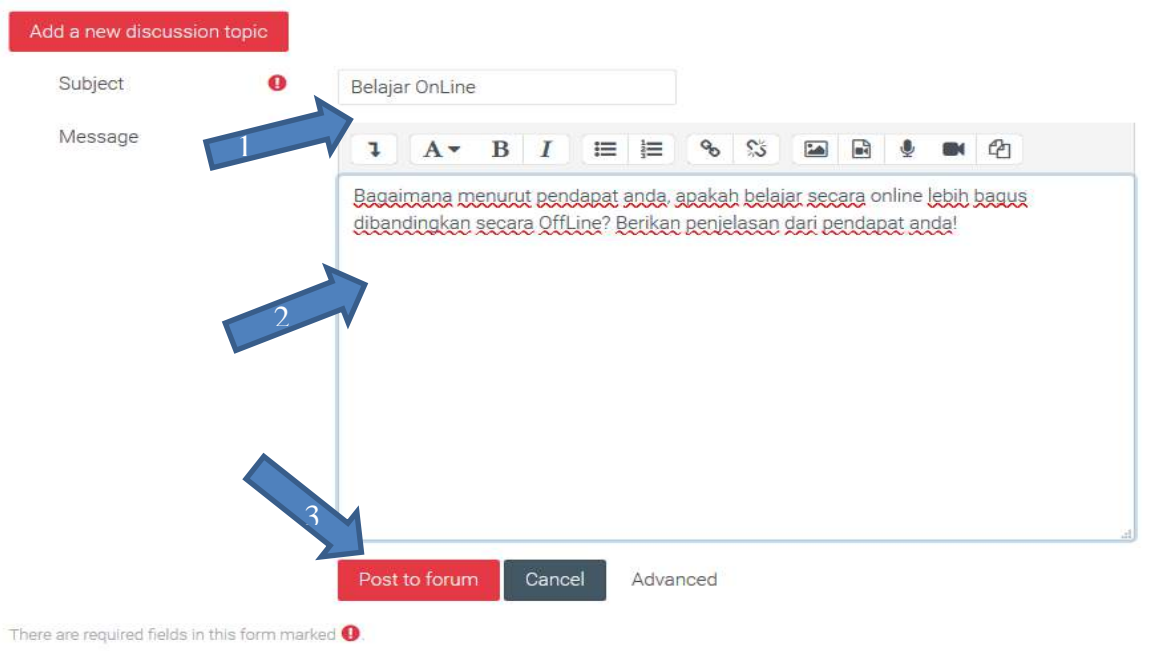 Add a new discussion topic
Subject
Belajar OnLine
Message
1
A B I
Bagaimana menurut pendapat anda, apakah belajar secara online lebih bagus
dibandingkan secara OffLine? Berikan penjelasan dari pendapat anda!
2
3
Post to forum Cancel Advanced
There are required fields in this form marked .